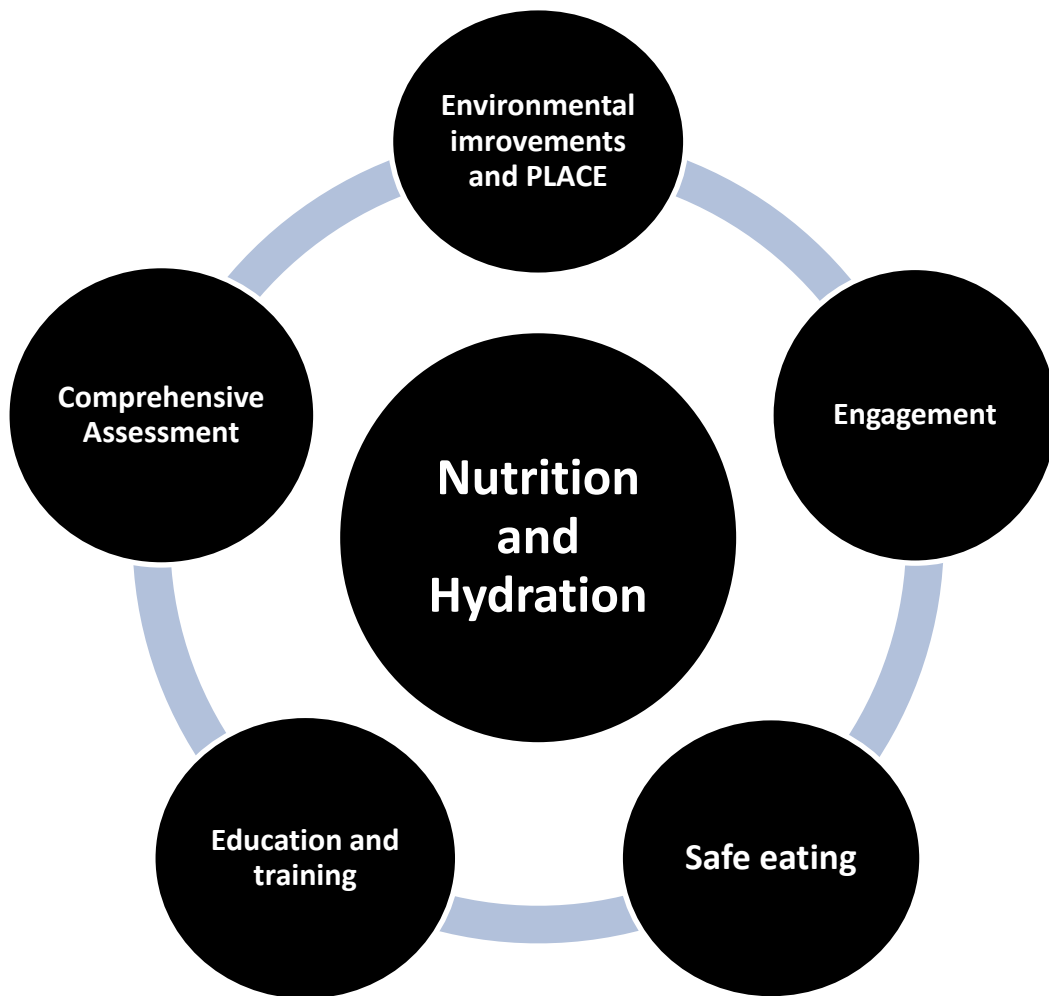 Environmental
imrovements
and PLACE
Engagement
Safe eating
Education and
training
Comprehensive
Assessment
Nutrition
and
Hydration